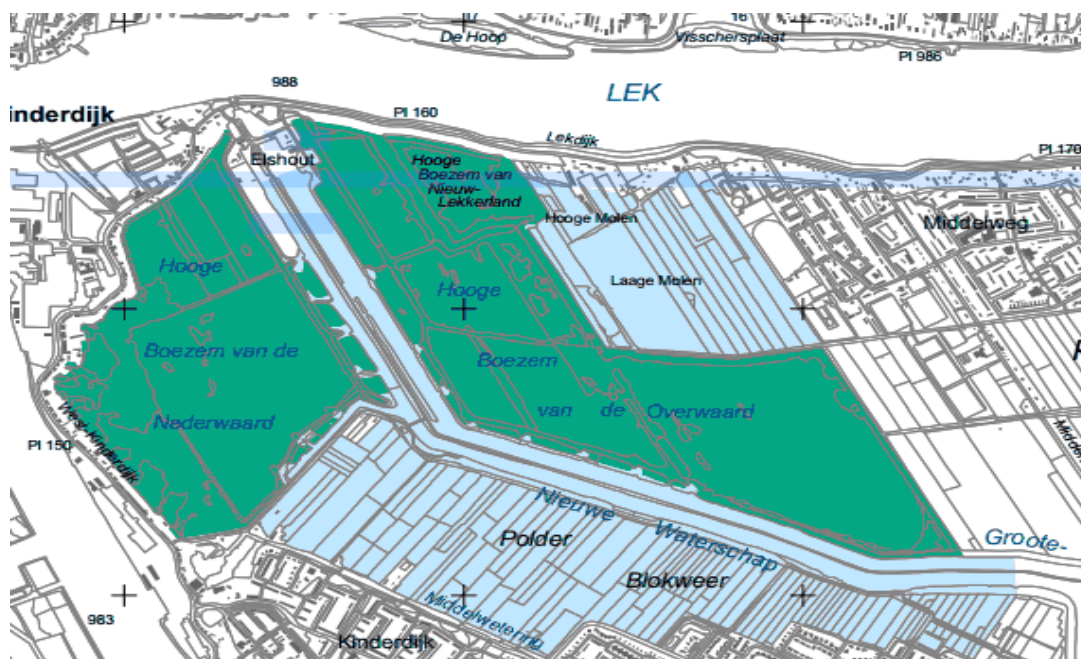 17
16
De Hoop
Visschersplaat
PI 986
988
LEK
inderdijk
PI 160
Lekdijk
PI 170
Elshout
Hooge
Boezem van
Nieuw-
Lekkerland
Hooge Molen
Middelweg
Hooge
Laage Molen
Hooge
Boezem van de
Boezem
van de Overwaard
Nederwaard
West-Kinderdijk
PI 150
Nieuwe Waterschap
Groote-
Polder
Blokweer
Middelwetering
983
Kinderdijk